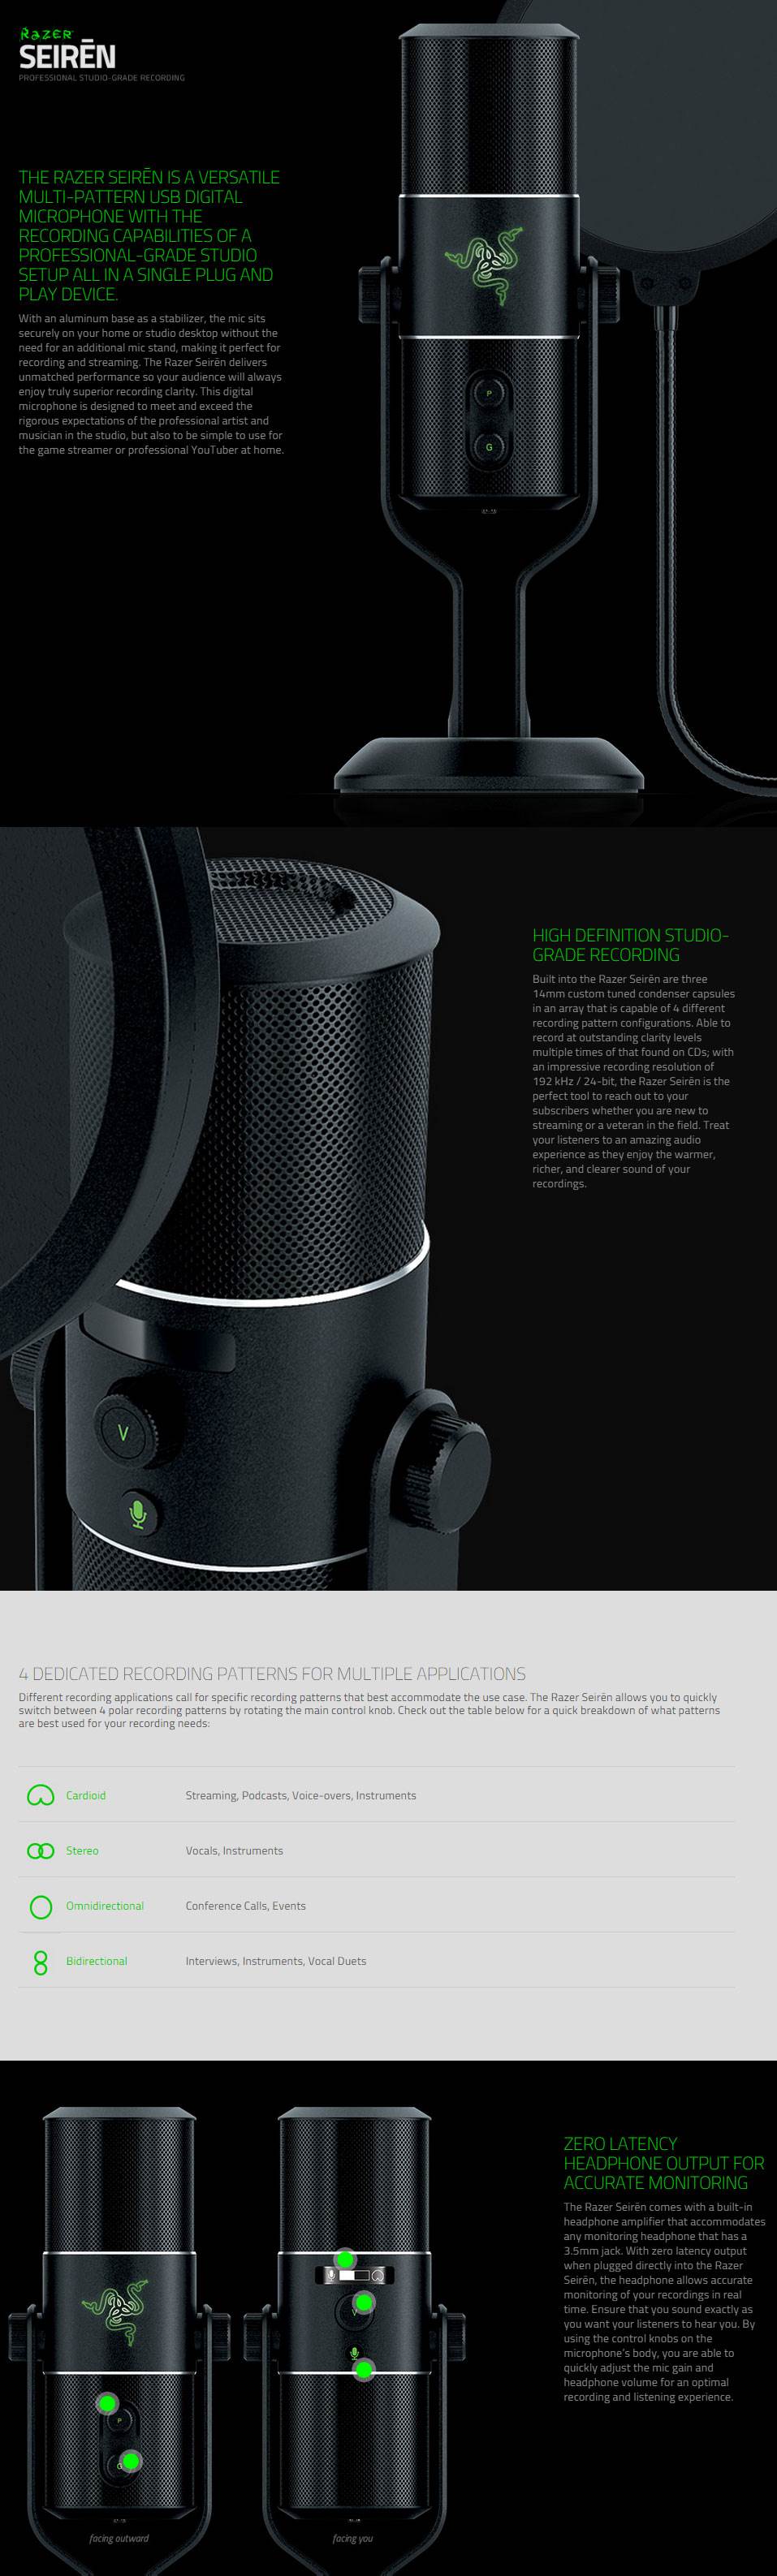 RAZER
SEIRĒN
PROFESSIONAL STUDIO-GRADE RECORDING
THE RAZER SEIRĒN IS A VERSATILE
MULTI-PATTERN USB DIGITAL
MICROPHONE WITH THE
RECORDING CAPABILITIES OF A
PROFESSIONAL-GRADE STUDIO
SETUP ALL IN A SINGLE PLUG AND
PLAY DEVICE.
With an aluminum base as a stabilizer, the mic sits
securely on your home or studio desktop without the
need for an additional mic stand, making it perfect for
recording and streaming. The Razer Seirēn delivers
unmatched performance so your audience will always
enjoy truly superior recording clarity. This digital
microphone is designed to meet and exceed the
rigorous expectations of the professional artist and
musician in the studio, but also to be simple to use for
the game streamer or professional YouTuber at home.
P
G
HIGH DEFINITION STUDIO-
GRADE RECORDING
Built into the Razer Seirēn are three
14mm custom tuned condenser capsules
in an array that is capable of 4 different
recording pattern configurations. Able to
record at outstanding clarity levels
multiple times of that found on CDs; with
an impressive recording resolution of
192 kHz / 24-bit, the Razer Seirēn is the
perfect tool to reach out to your
subscribers whether you are new to
streaming or a veteran in the field. Treat
your listeners to an amazing audio
experience as they enjoy the warmer,
richer, and clearer sound of your
recordings.
V
4 DEDICATED RECORDING PATTERNS FOR MULTIPLE APPLICATIONS
Different recording applications call for specific recording patterns that best accommodate the use case. The Razer Seirēn allows you to quickly
switch between 4 polar recording patterns by rotating the main control knob. Check out the table below for a quick breakdown of what patterns
are best used for your recording needs:
Cardioid Streaming, Podcasts, Voice-overs, Instruments
Stereo Vocals, Instruments
Omnidirectional Conference Calls, Events
Bidirectional Interviews, Instruments, Vocal Duets
ZERO LATENCY
HEADPHONE OUTPUT FOR
ACCURATE MONITORING
The Razer Seirēn comes with a built-in
headphone amplifier that accommodates
any monitoring headphone that has a
3.5mm jack. With zero latency output
when plugged directly into the Razer
Seirēn, the headphone allows accurate
monitoring of your recordings in real
time. Ensure that you sound exactly as
you want your listeners to hear you. By
using the control knobs on the
microphone's body, you are able to
quickly adjust the mic gain and
headphone volume for an optimal
recording and listening experience.
P
V
facing outward
facing you